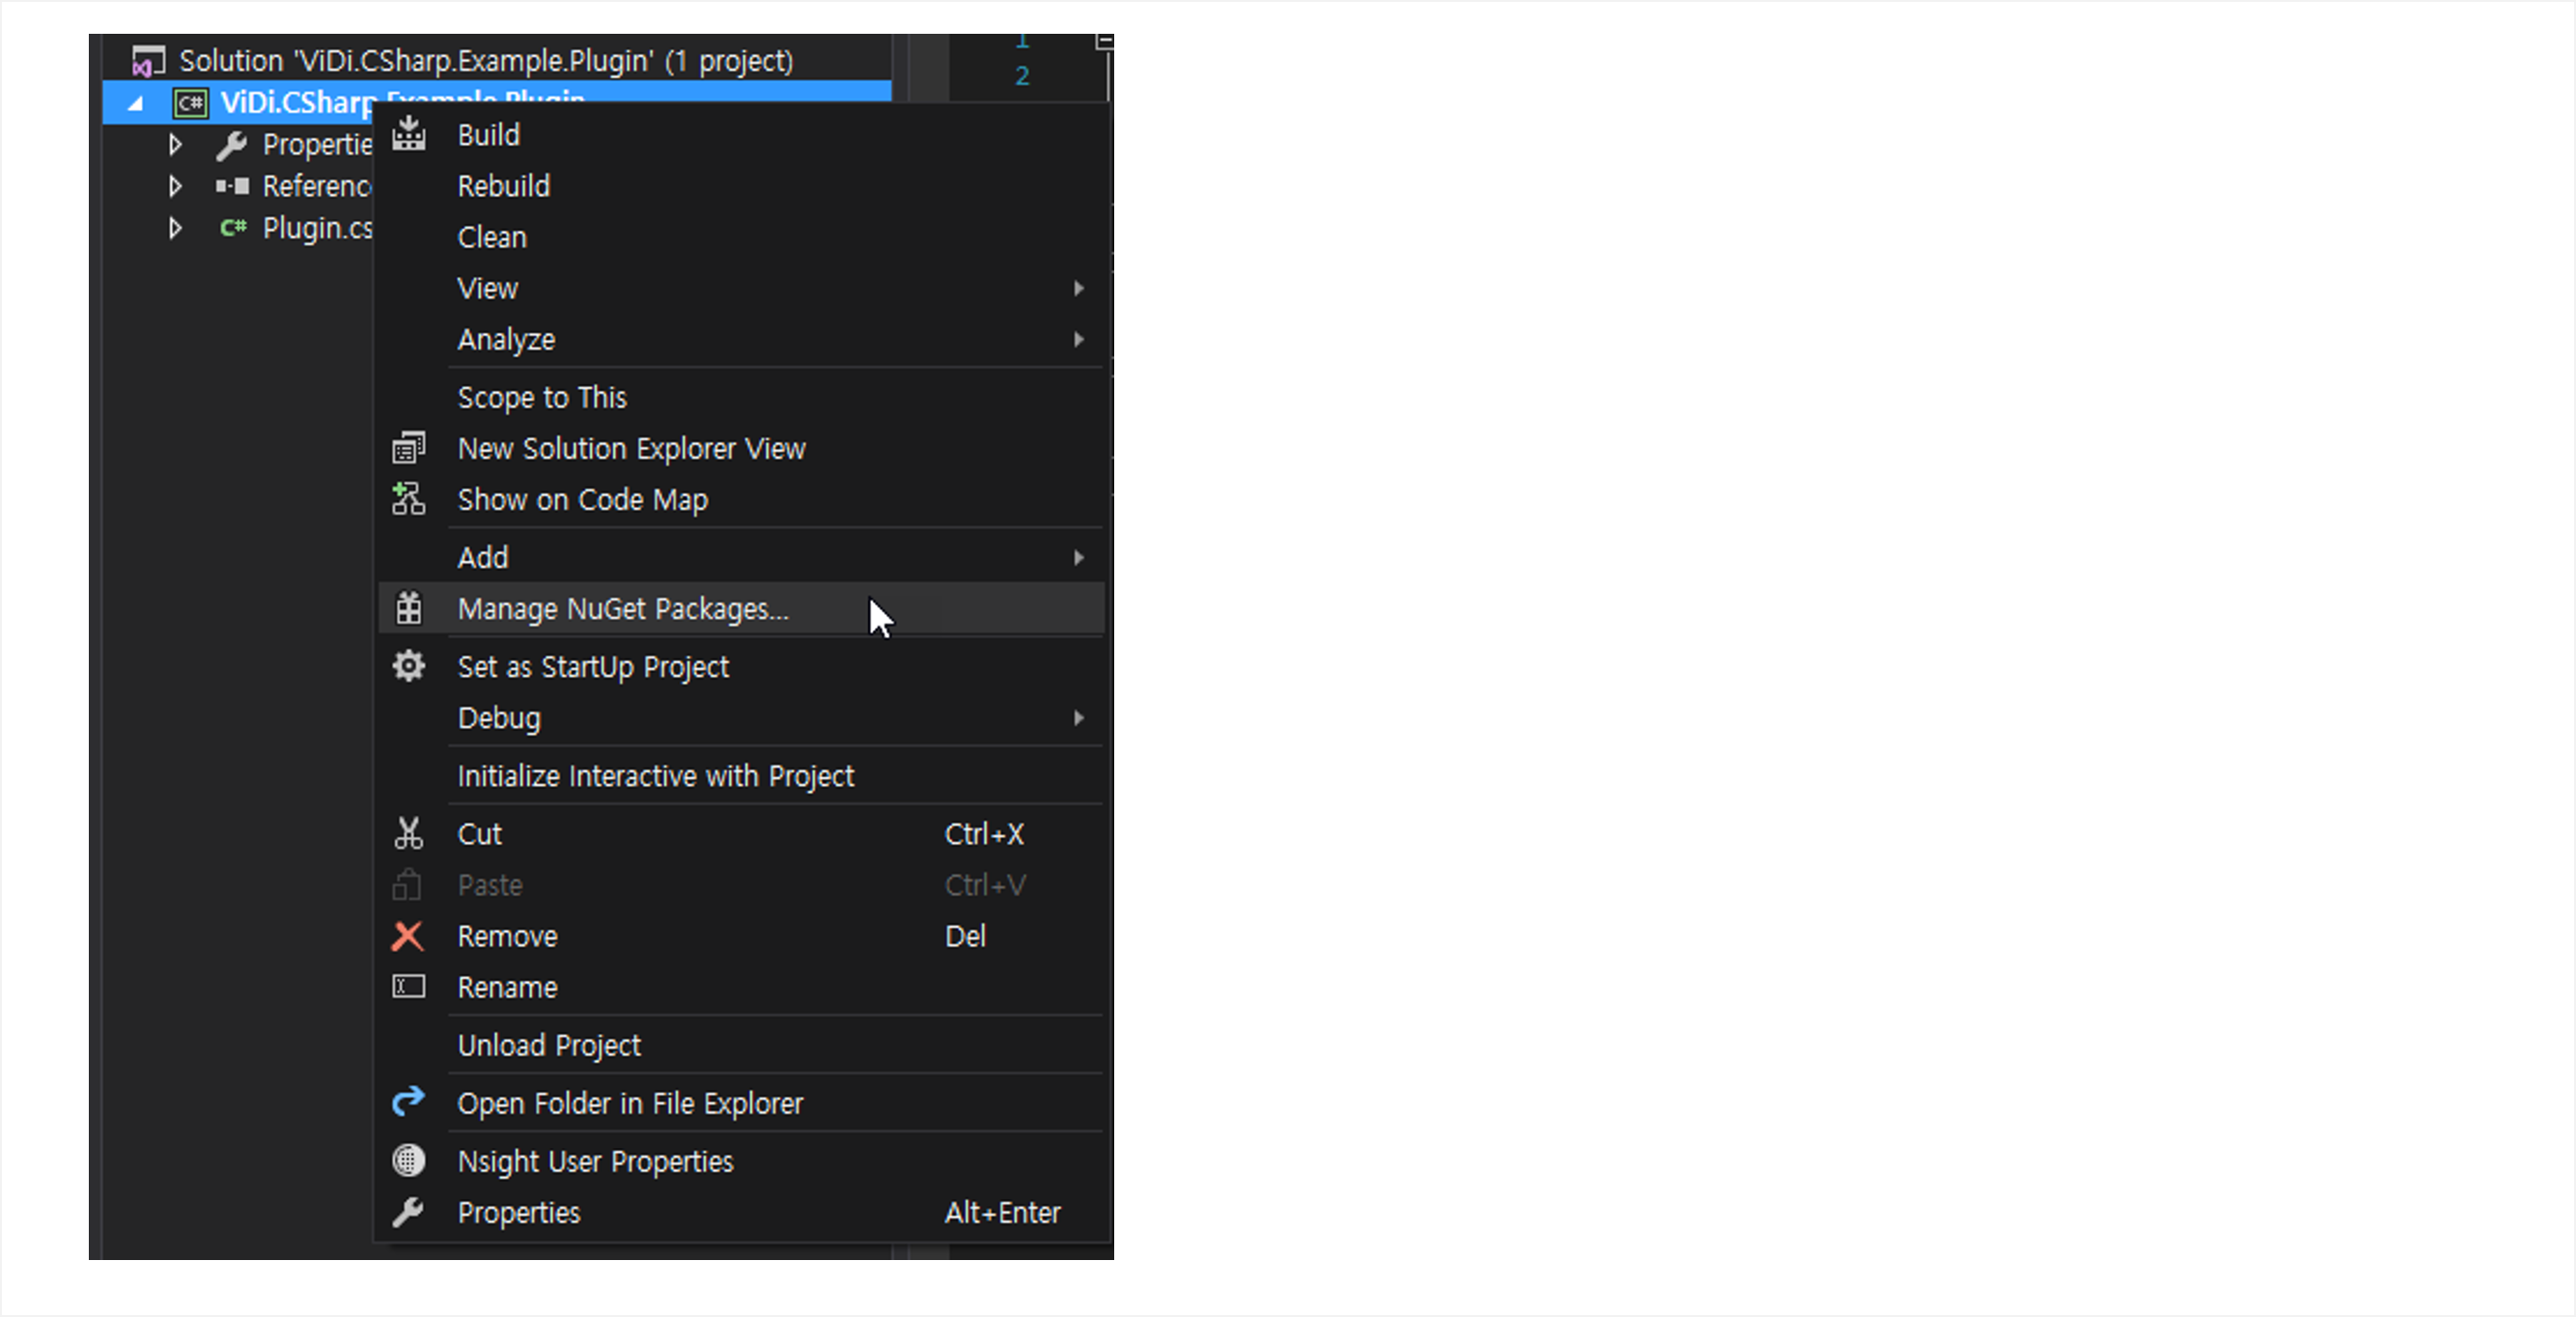 Solution 'ViDi.CSharp.Example.Plugin' (1 project)
1
2
C# ViDi.CSharp.Example.Plugin
Propertie
Referenc
C# Plugin.cs
Build
Rebuild
Clean
View
Analyze
Scope to This
New Solution Explorer View
Show on Code Map
Add
Manage NuGet Packages...
Set as StartUp Project
Debug
Initialize Interactive with Project
Cut Ctrl+X
Paste Ctrl+V
Remove Del
Rename
Unload Project
Open Folder in File Explorer
Nsight User Properties
Properties Alt+Enter